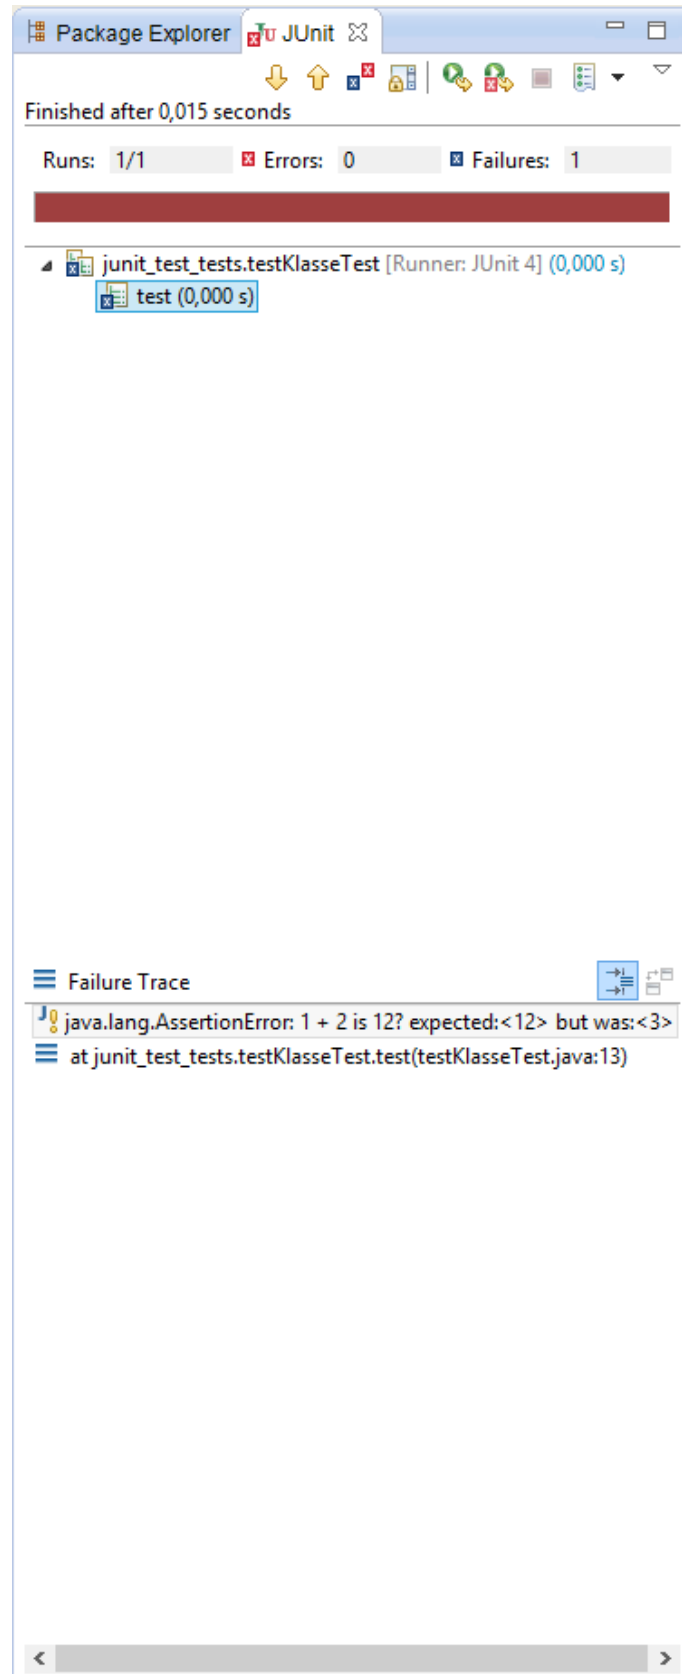 Package Explorer JUnit
Finished after 0,015 seconds
Runs: 1/1 Errors: 0 Failures: 1
junit_test_tests.testKlasseTest [Runner: JUnit 4] (0,000 s)
test (0,000 s)
Failure Trace
java.lang.AssertionError: 1 + 2 is 12? expected:<12> but was:<3>
at junit_test_tests.testKlasseTest.test(testKlasseTest.java:13)